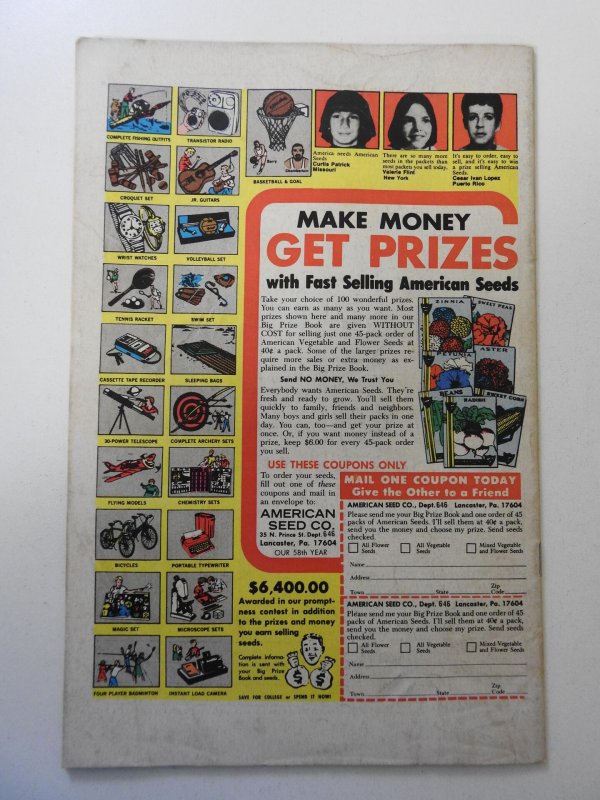 COMPLETE FISHING OUTFITS
TRANSISTOR RADIO
CROQUET SET
JR. GUITARS
WRIST WATCHES
VOLLEYBALL SET
TENNIS RACKET
SWIM SET
CASSETTE TAPE RECORDER
SLEEPING BAGS
30-POWER TELESCOPE
COMPLETE ARCHERY SETS
FLYING MODELS
CHEMISTRY SETS
BICYCLES
PORTABLE TYPEWRITER
MAGIC SET
MICROSCOPE SETS
FOUR PLAYER BADMINTON
INSTANT LOAD CAMERA
Barry
Chamberlain
BASKETBALL & GOAL
America needs American
Seeds
Curtis Patrick
Missouri
There are so many more
seeds in the packets than
most packets you sell today.
Valerie Flint
New York
It's easy to order, easy to
sell, and it's easy to win
a prize selling American
Seeds.
Cesar Ivan Lopez
Puerto Rico
MAKE MONEY
GET PRIZES
with Fast Selling American Seeds
Take your choice of 100 wonderful prizes.
You can earn as many as you want. Most
prizes shown here and many more in our
Big Prize Book are given WITHOUT
COST for selling just one 45-pack order of
American Vegetable and Flower Seeds at
40¢ a pack. Some of the larger prizes re-
quire more sales or extra money as ex-
plained in the Big Prize Book.
Send NO MONEY, We Trust You
Everybody wants American Seeds. They're
fresh and ready to grow. You'll sell them
quickly to family, friends and neighbors.
Many boys and girls sell their packs in one
day. You can, too—and get your prize at
once. Or, if you want money instead of a
prize, keep $6.00 for every 45-pack order
you sell.
ZINNIA
SWEET PEAS
PETUNIA
ASTER
BEANS
RADISH
SWEET CORN
USE THESE COUPONS ONLY
To order your seeds,
fill out one of these
coupons and mail in
an envelope to:
AMERICAN
SEED CO.
35 N. Prince St. Dept. 646
Lancaster, Pa. 17604
OUR 58th YEAR
MAIL ONE COUPON TODAY
Give the Other to a Friend
AMERICAN SEED CO., Dept. 646 Lancaster, Pa. 17604
Please send me your Big Prize Book and one order of 45
packs of American Seeds. I'll sell them at 40¢ a pack,
send you the money and choose my prize. Send seeds
checked.
All Flower Seeds All Vegetable Seeds Mixed Vegetable and Flower Seeds
Name
Address
Town State Zip Code
AMERICAN SEED CO., Dept. 646 Lancaster, Pa. 17604
Please send me your Big Prize Book and one order of 45
packs of American Seeds. I'll sell them at 40¢ a pack,
send you the money and choose my prize. Send seeds
checked.
All Flower Seeds All Vegetable Seeds Mixed Vegetable and Flower Seeds
Name
Address
Town State Zip Code
$6,400.00
Awarded in our prompt-
ness contest in addition
to the prizes and money
you earn selling
seeds.
Complete informa-
tion is sent with
your Big Prize
Book and seeds.
$ $
SAVE FOR COLLEGE or SPEND IT NOW!